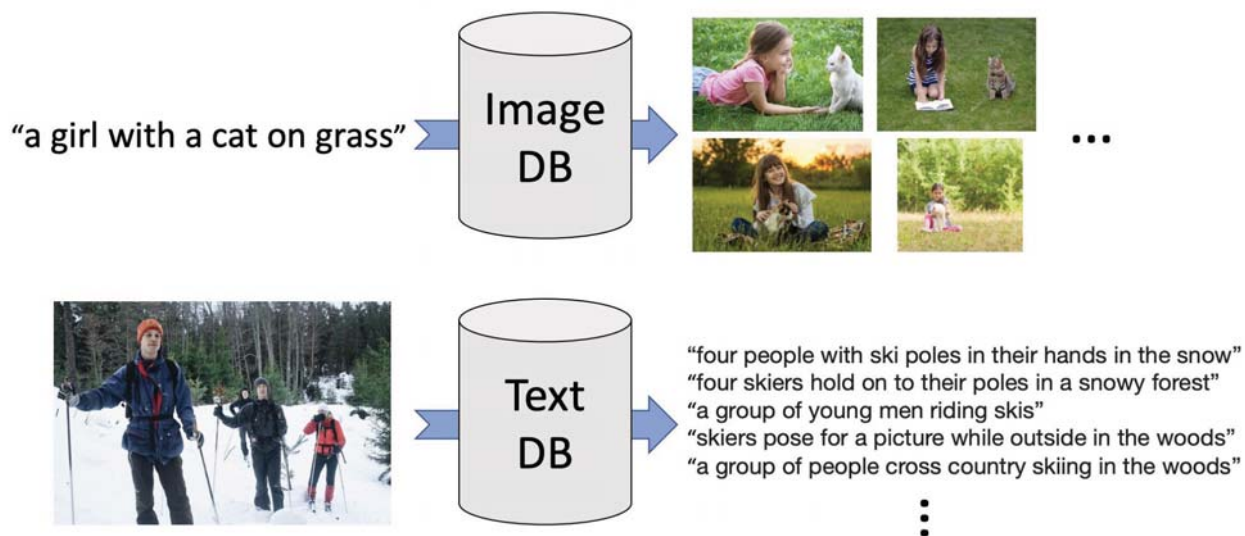 “a girl with a cat on grass”
Image
DB
...
Text
DB
“four people with ski poles in their hands in the snow”
“four skiers hold on to their poles in a snowy forest”
“a group of young men riding skis”
“skiers pose for a picture while outside in the woods”
“a group of people cross country skiing in the woods”
⋮